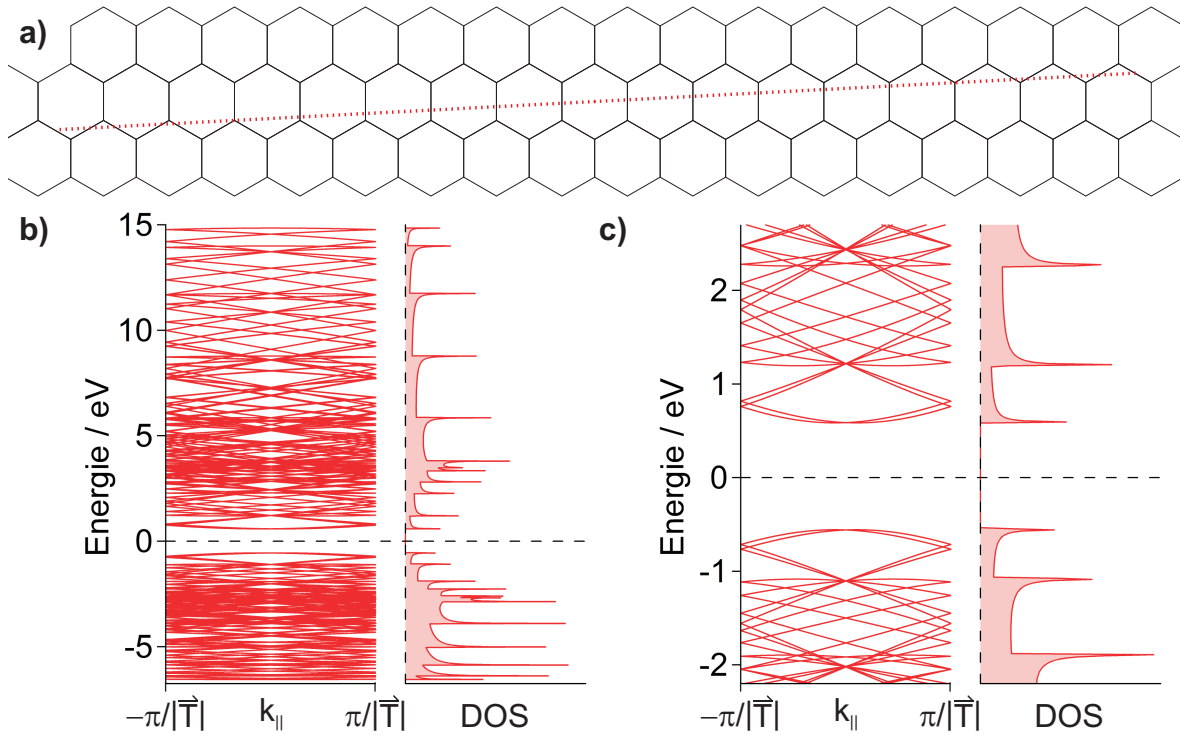 a)
b)
c)
15
10
5
0
-5
Energie / eV
−π/|T⃗|
k||
π/|T⃗|
DOS
2
1
0
-1
-2
Energie / eV
−π/|T⃗|
k||
π/|T⃗|
DOS